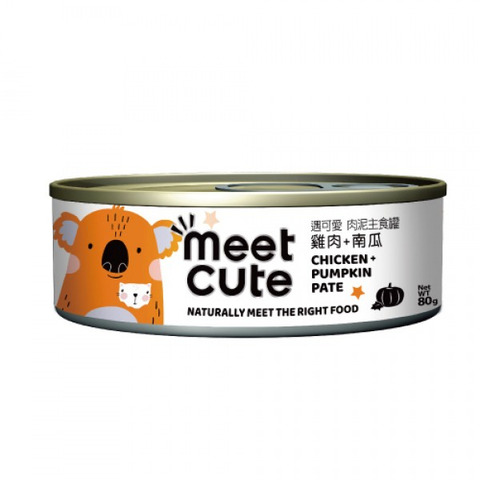 meet
cute
遇可愛 肉泥主食罐
雞肉+南瓜
CHICKEN +
PUMPKIN
PATE
Net
WT
80g
NATURALLY MEET THE RIGHT FOOD